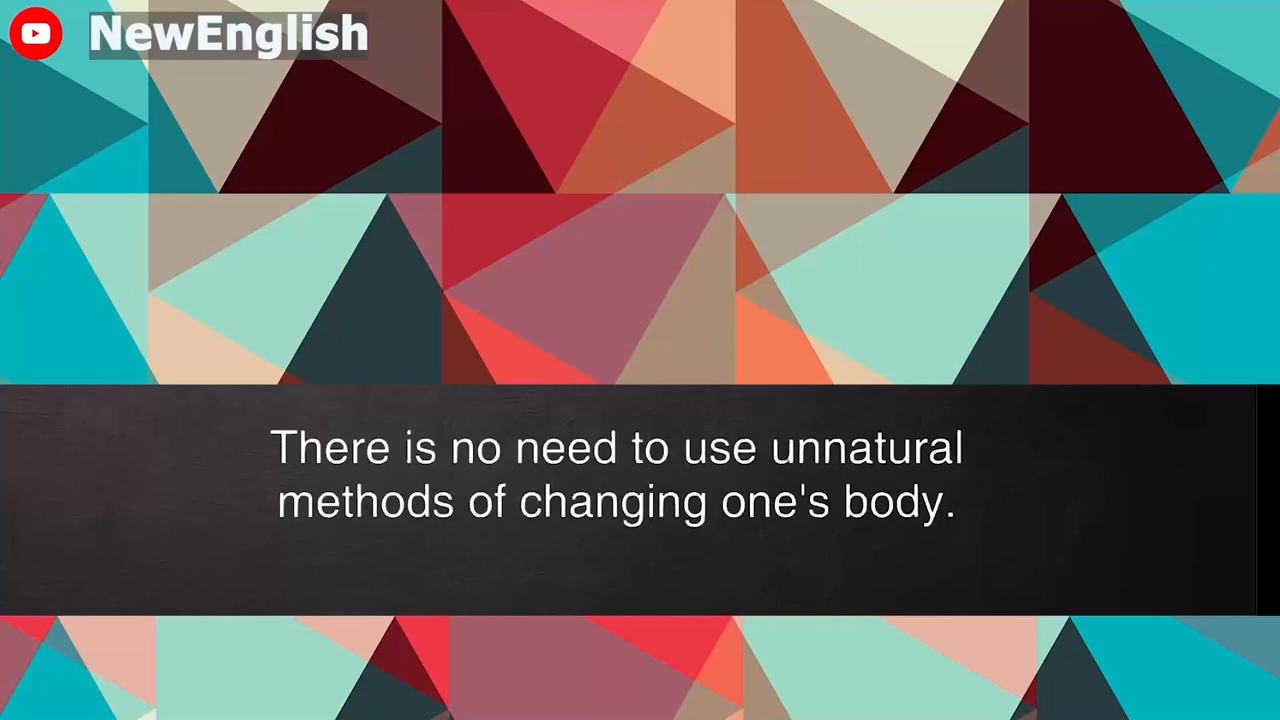 NewEnglish
There is no need to use unnatural
methods of changing one's body.